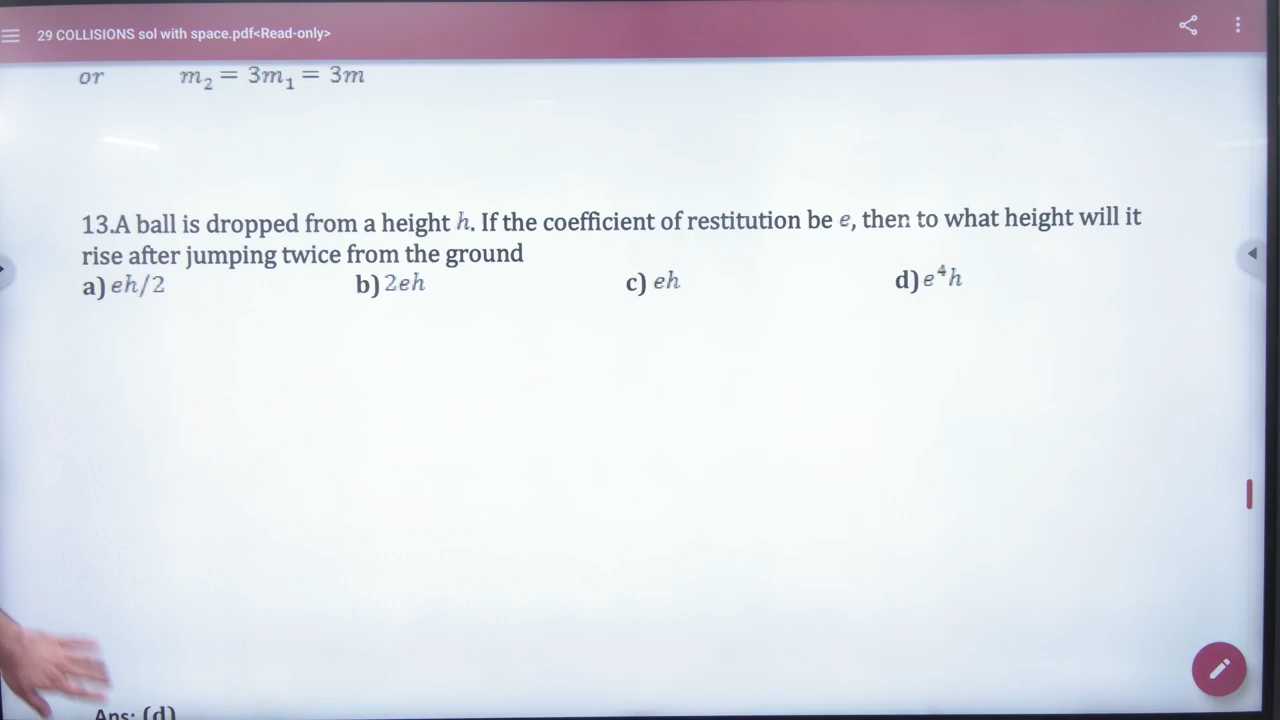 29 COLLISIONS sol with space.pdf<Read-only>
or m₂ = 3m₁ = 3m
13.A ball is dropped from a height h. If the coefficient of restitution be e, then to what height will it
rise after jumping twice from the ground
a) eh/2 b) 2eh c) eh d) e⁴h
Ans: (d)